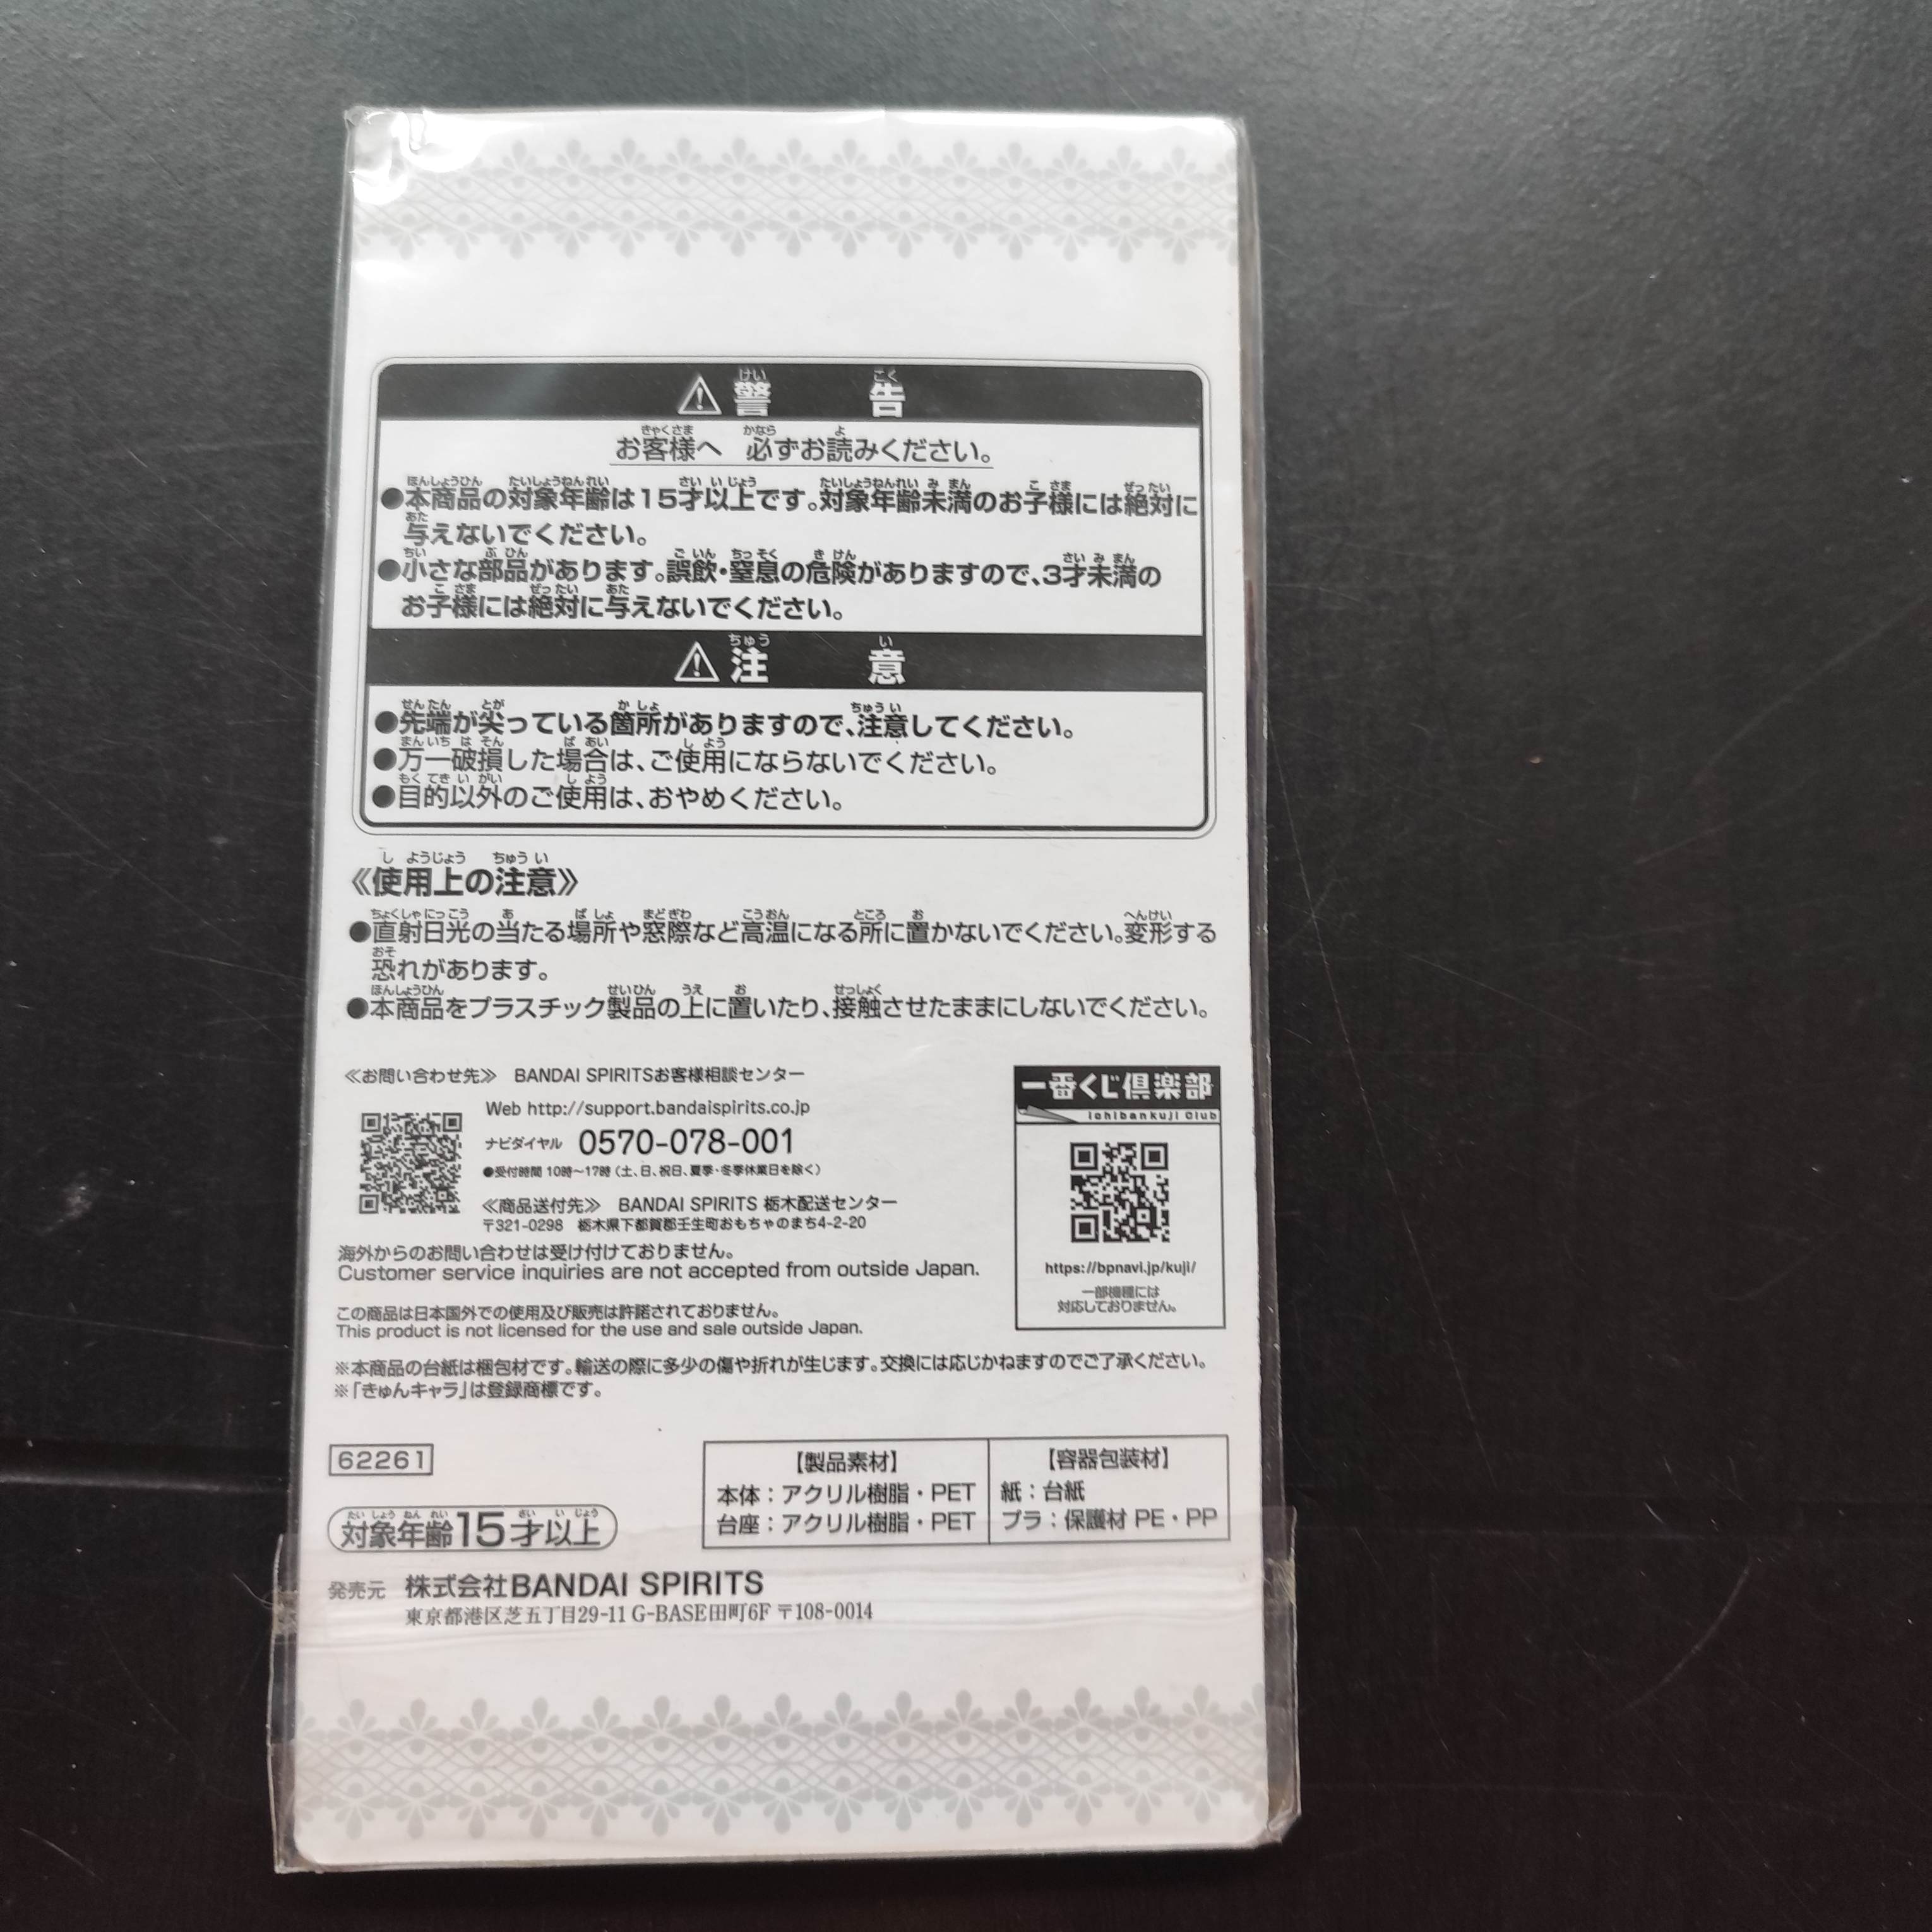 警告
お客様へ 必ずお読みください。
●本商品の対象年齢は15才以上です。対象年齢未満のお子様には絶対に
与えないでください。
●小さな部品があります。誤飲・窒息の危険がありますので、3才未満の
お子様には絶対に与えないでください。
注意
●先端が尖っている箇所がありますので、注意してください。
●万一破損した場合は、ご使用にならないでください。
●目的以外のご使用は、おやめください。
《使用上の注意》
●直射日光の当たる場所や窓際など高温になる所に置かないでください。変形する
恐れがあります。
●本商品をプラスチック製品の上に置いたり、接触させたままにしないでください。
≪お問い合わせ先≫ BANDAI SPIRITSお客様相談センター
Web http://support.bandaispirits.co.jp
ナビダイヤル 0570-078-001
●受付時間 10時〜17時（土、日、祝日、夏季・冬季休業日を除く）
≪商品送付先≫ BANDAI SPIRITS 栃木配送センター
〒321-0298 栃木県下都賀郡壬生町おもちゃのまち4-2-20
海外からのお問い合わせは受け付けておりません。
Customer service inquiries are not accepted from outside Japan.
この商品は日本国外での使用及び販売は許諾されておりません。
This product is not licensed for the use and sale outside Japan.
一番くじ倶楽部
ichibankuji Club
https://bpnavi.jp/kuji/
一部機種には
対応しておりません。
※本商品の台紙は梱包材です。輸送の際に多少の傷や折れが生じます。交換には応じかねますのでご了承ください。
※「きゅんキャラ」は登録商標です。
62261
対象年齢15才以上
【製品素材】
本体：アクリル樹脂・PET
台座：アクリル樹脂・PET
【容器包装材】
紙：台紙
プラ：保護材 PE・PP
発売元 株式会社BANDAI SPIRITS
東京都港区芝五丁目29-11 G-BASE田町6F 〒108-0014